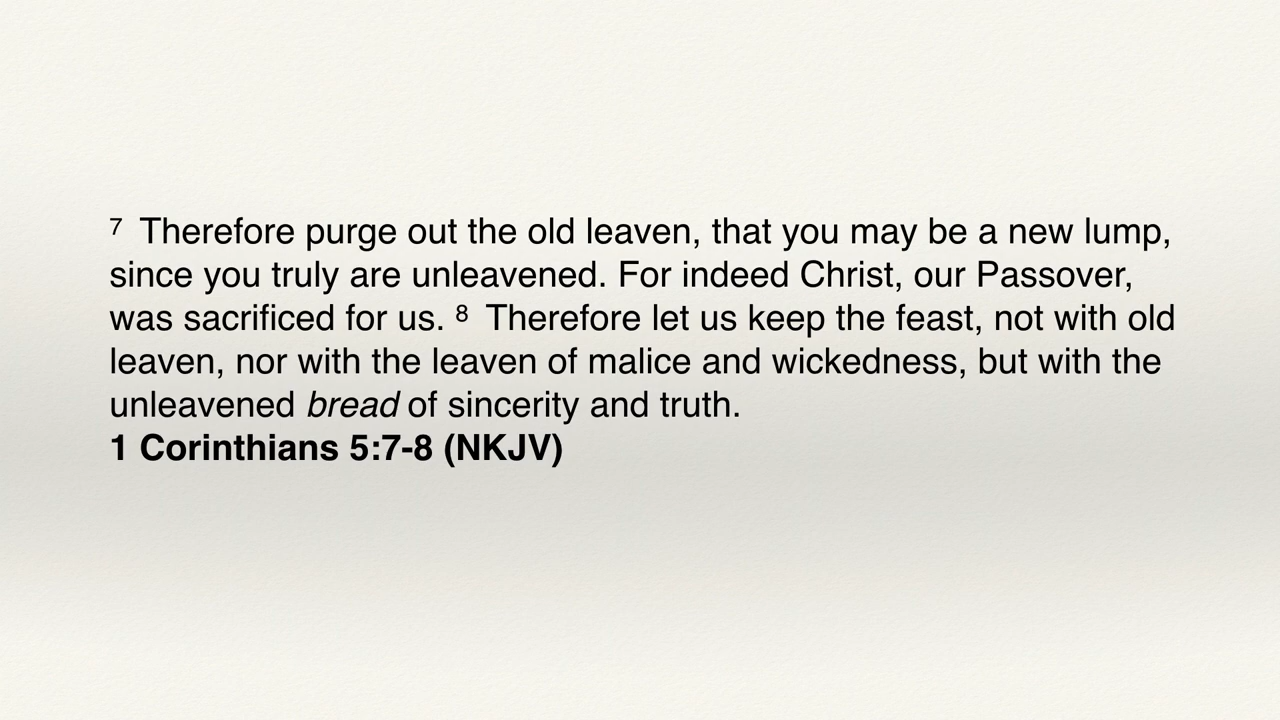 7 Therefore purge out the old leaven, that you may be a new lump,
since you truly are unleavened. For indeed Christ, our Passover,
was sacrificed for us. 8 Therefore let us keep the feast, not with old
leaven, nor with the leaven of malice and wickedness, but with the
unleavened bread of sincerity and truth.
1 Corinthians 5:7-8 (NKJV)